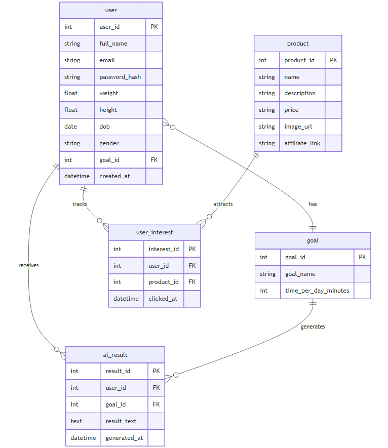 user
int user_id PK
string full_name
string email
string password_hash
float weight
float height
date dob
string gender
int goal_id FK
datetime created_at
product
int product_id PK
string name
string description
string price
string image_url
string affiliate_link
tracks
has
attracts
user_interest
int interest_id PK
int user_id FK
int product_id FK
datetime clicked_at
goal
int goal_id PK
string goal_name
int time_per_day_minutes
receives
generates
ai_result
int result_id PK
int user_id FK
int goal_id FK
text result_text
datetime generated_at